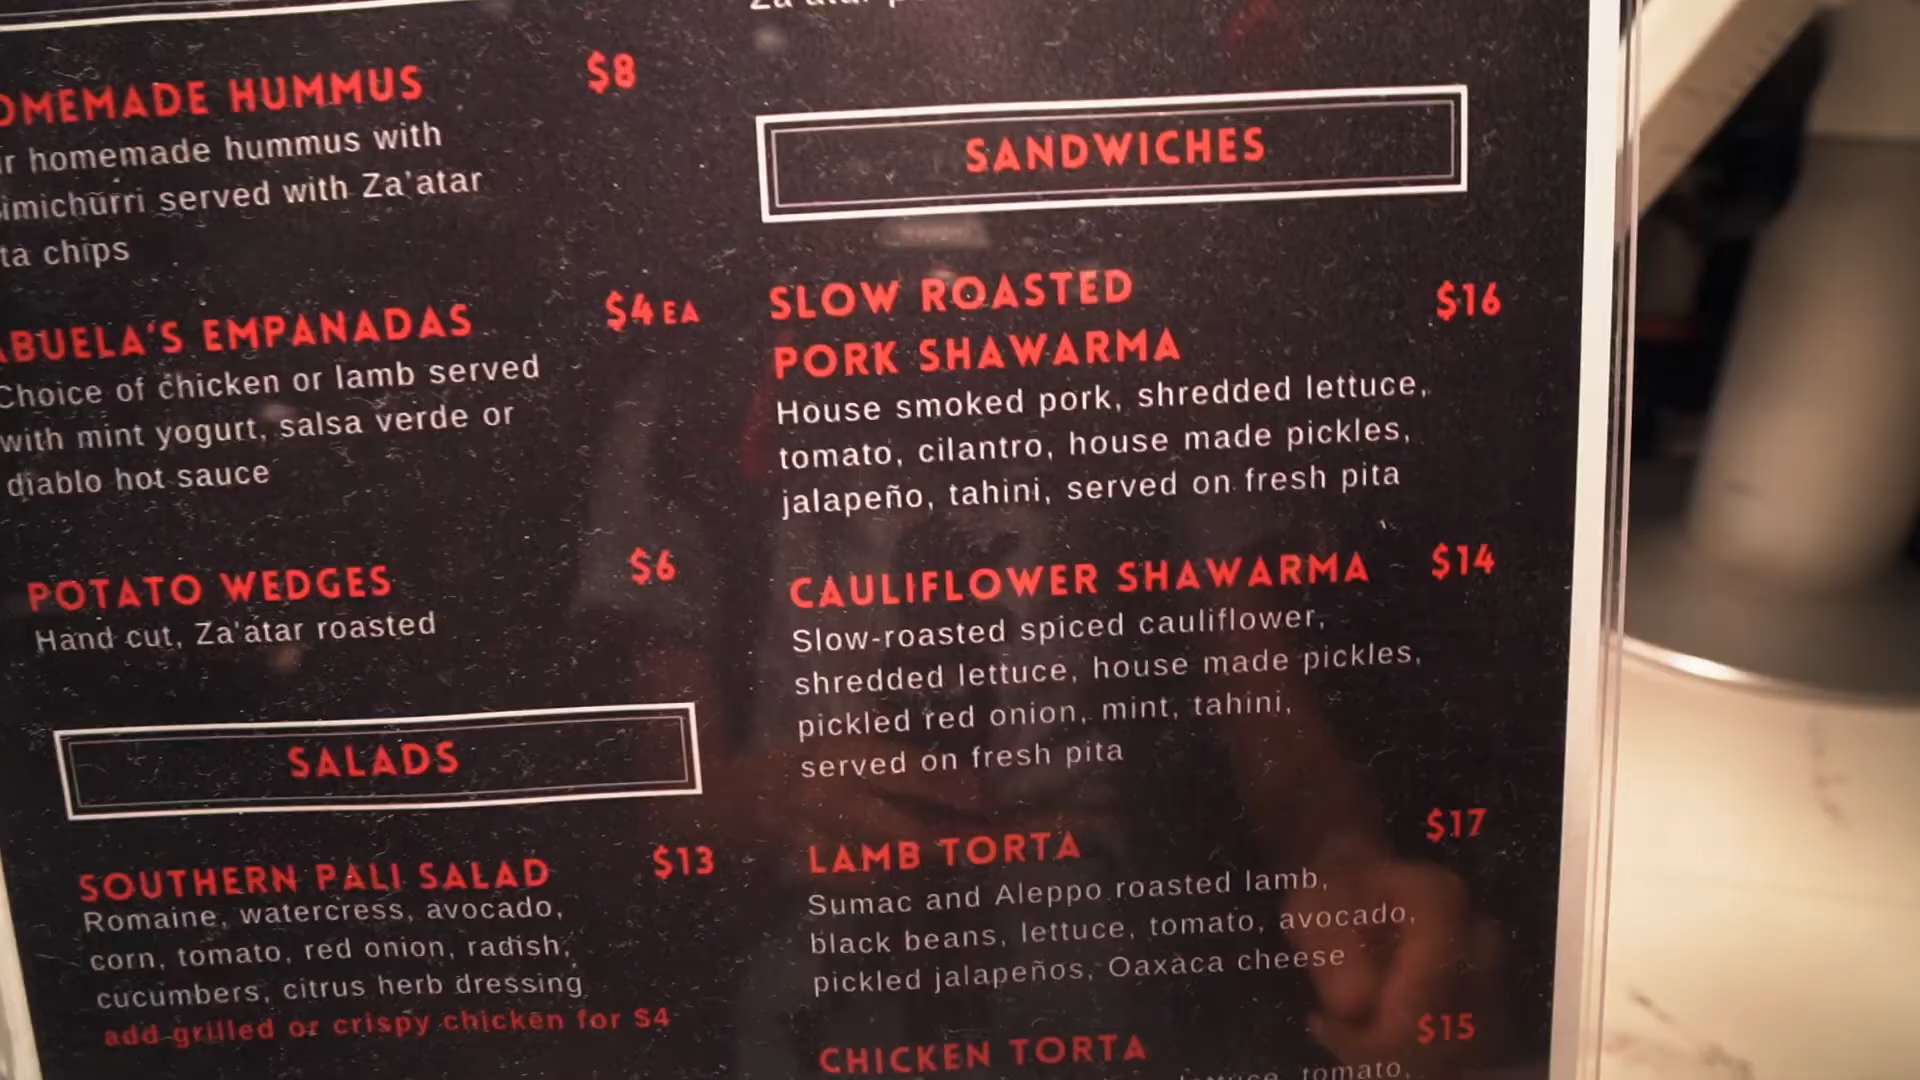 HUMMUS $8
homemade hummus with
served with Za'atar
chips
EMPANADAS $4 EA
Choice of chicken or lamb served
with mint yogurt, salsa verde or
diablo hot sauce
POTATO WEDGES $6
Hand cut, Za'atar roasted
SALADS
SOUTHERN PALI SALAD $13
Romaine, watercress, avocado,
corn, tomato, red onion, radish,
cucumbers, citrus herb dressing
add grilled or crispy chicken for $4
SANDWICHES
SLOW ROASTED
PORK SHAWARMA $16
House smoked pork, shredded lettuce,
tomato, cilantro, house made pickles,
jalapeño, tahini, served on fresh pita
CAULIFLOWER SHAWARMA $14
Slow-roasted spiced cauliflower,
shredded lettuce, house made pickles,
pickled red onion, mint, tahini,
served on fresh pita
LAMB TORTA $17
Sumac and Aleppo roasted lamb,
black beans, lettuce, tomato, avocado,
pickled jalapeños, Oaxaca cheese
CHICKEN TORTA $15
tomato,